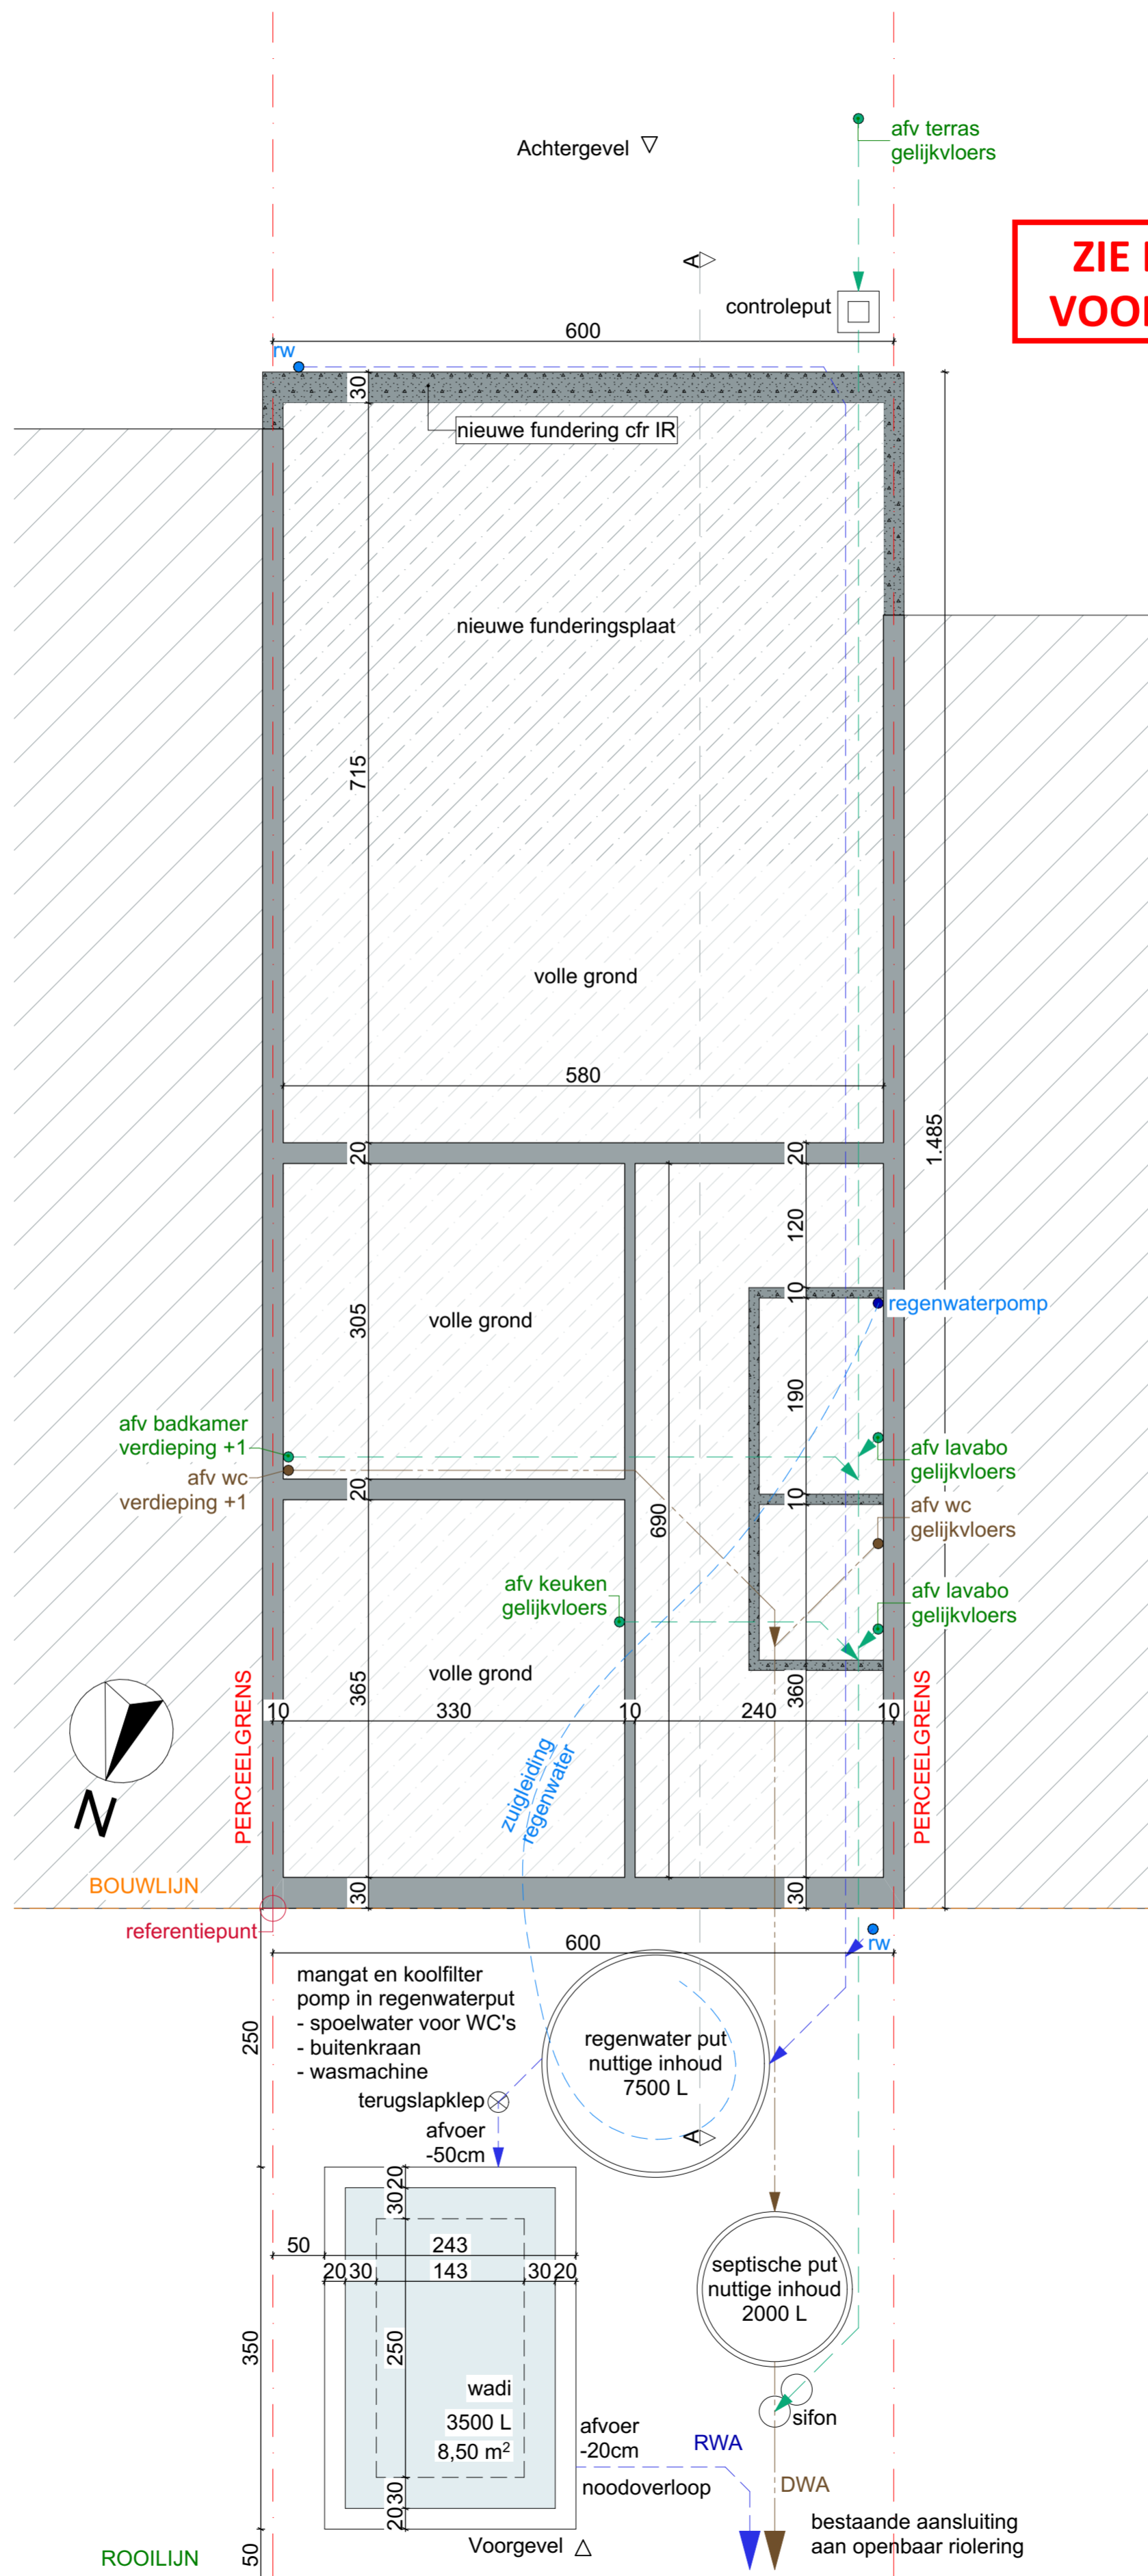 afv terras
gelijkvloers
Achtergevel
A
ZIE
VOO
controleput
600
rw
30
nieuwe fundering cfr IR
nieuwe funderingsplaat
715
volle grond
580
1.485
20
20
120
10
regenwaterpomp
305
volle grond
190
afv badkamer
verdieping +1
afv lavabo
gelijkvloers
afv wc
verdieping +1
20
10
afv wc
gelijkvloers
690
afv keuken
gelijkvloers
afv lavabo
gelijkvloers
volle grond
365
360
PERCEELGRENS
PERCEELGRENS
10
330
10
240
10
N
zuigleiding
regenwater
BOUWLIJN
30
30
referentiepunt
rw
600
mangat en koolfilter
pomp in regenwaterput
- spoelwater voor WC's
- buitenkraan
- wasmachine
250
regenwater put
nuttige inhoud
7500 L
terugslapklep
afvoer
-50cm
A
20
30
50
243
20
30
143
30
20
septische put
nuttige inhoud
2000 L
350
250
wadi
3500 L
8,50 m²
sifon
afvoer
-20cm
RWA
noodoverloop
DWA
30
20
bestaande aansluiting
aan openbaar riolering
Voorgevel
50
ROOILIJN